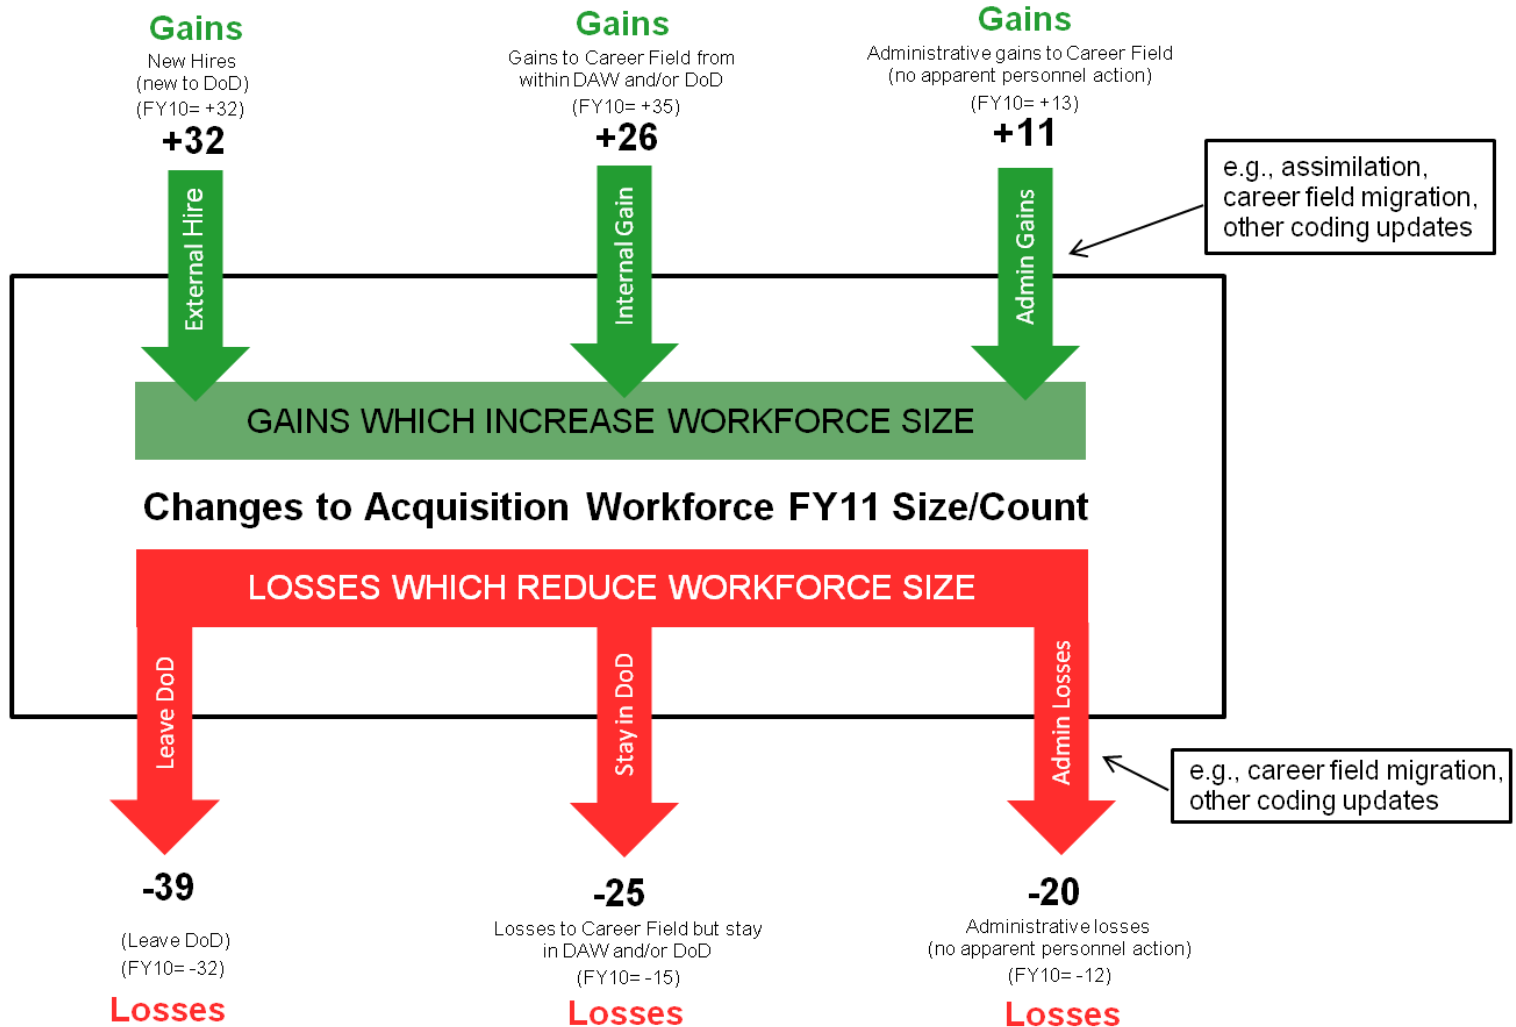 Gains
New Hires
(new to DoD)
(FY10= +32)
+32
Gains
Gains to Career Field from
within DAW and/or DoD
(FY10= +35)
+26
Gains
Administrative gains to Career Field
(no apparent personnel action)
(FY10= +13)
+11
External Hire
Internal Gain
Admin Gains
e.g., assimilation,
career field migration,
other coding updates
GAINS WHICH INCREASE WORKFORCE SIZE
Changes to Acquisition Workforce FY11 Size/Count
LOSSES WHICH REDUCE WORKFORCE SIZE
Leave DoD
Stay in DoD
Admin Losses
e.g., career field migration,
other coding updates
-39
(Leave DoD)
(FY10= -32)
Losses
-25
Losses to Career Field but stay
in DAW and/or DoD
(FY10= -15)
Losses
-20
Administrative losses
(no apparent personnel action)
(FY10= -12)
Losses